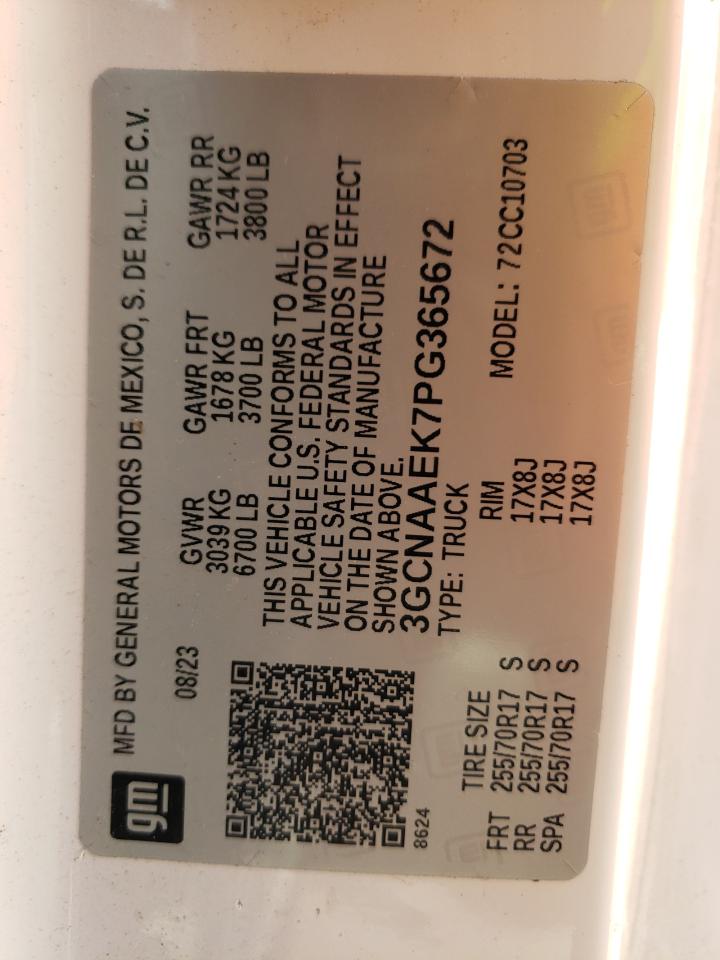 gm
MFD BY GENERAL MOTORS DE MEXICO, S. DE R.L. DE C.V.
08/23
GVWR GAWR FRT GAWR RR
3039 KG 1678 KG 1724 KG
6700 LB 3700 LB 3800 LB
THIS VEHICLE CONFORMS TO ALL
APPLICABLE U.S. FEDERAL MOTOR
VEHICLE SAFETY STANDARDS IN EFFECT
ON THE DATE OF MANUFACTURE
SHOWN ABOVE.
3GCNAAEK7PG365672
8624
TYPE: TRUCK MODEL: 72CC10703
TIRE SIZE RIM
FRT 255/70R17 S 17X8J
RR 255/70R17 S 17X8J
SPA 255/70R17 S 17X8J